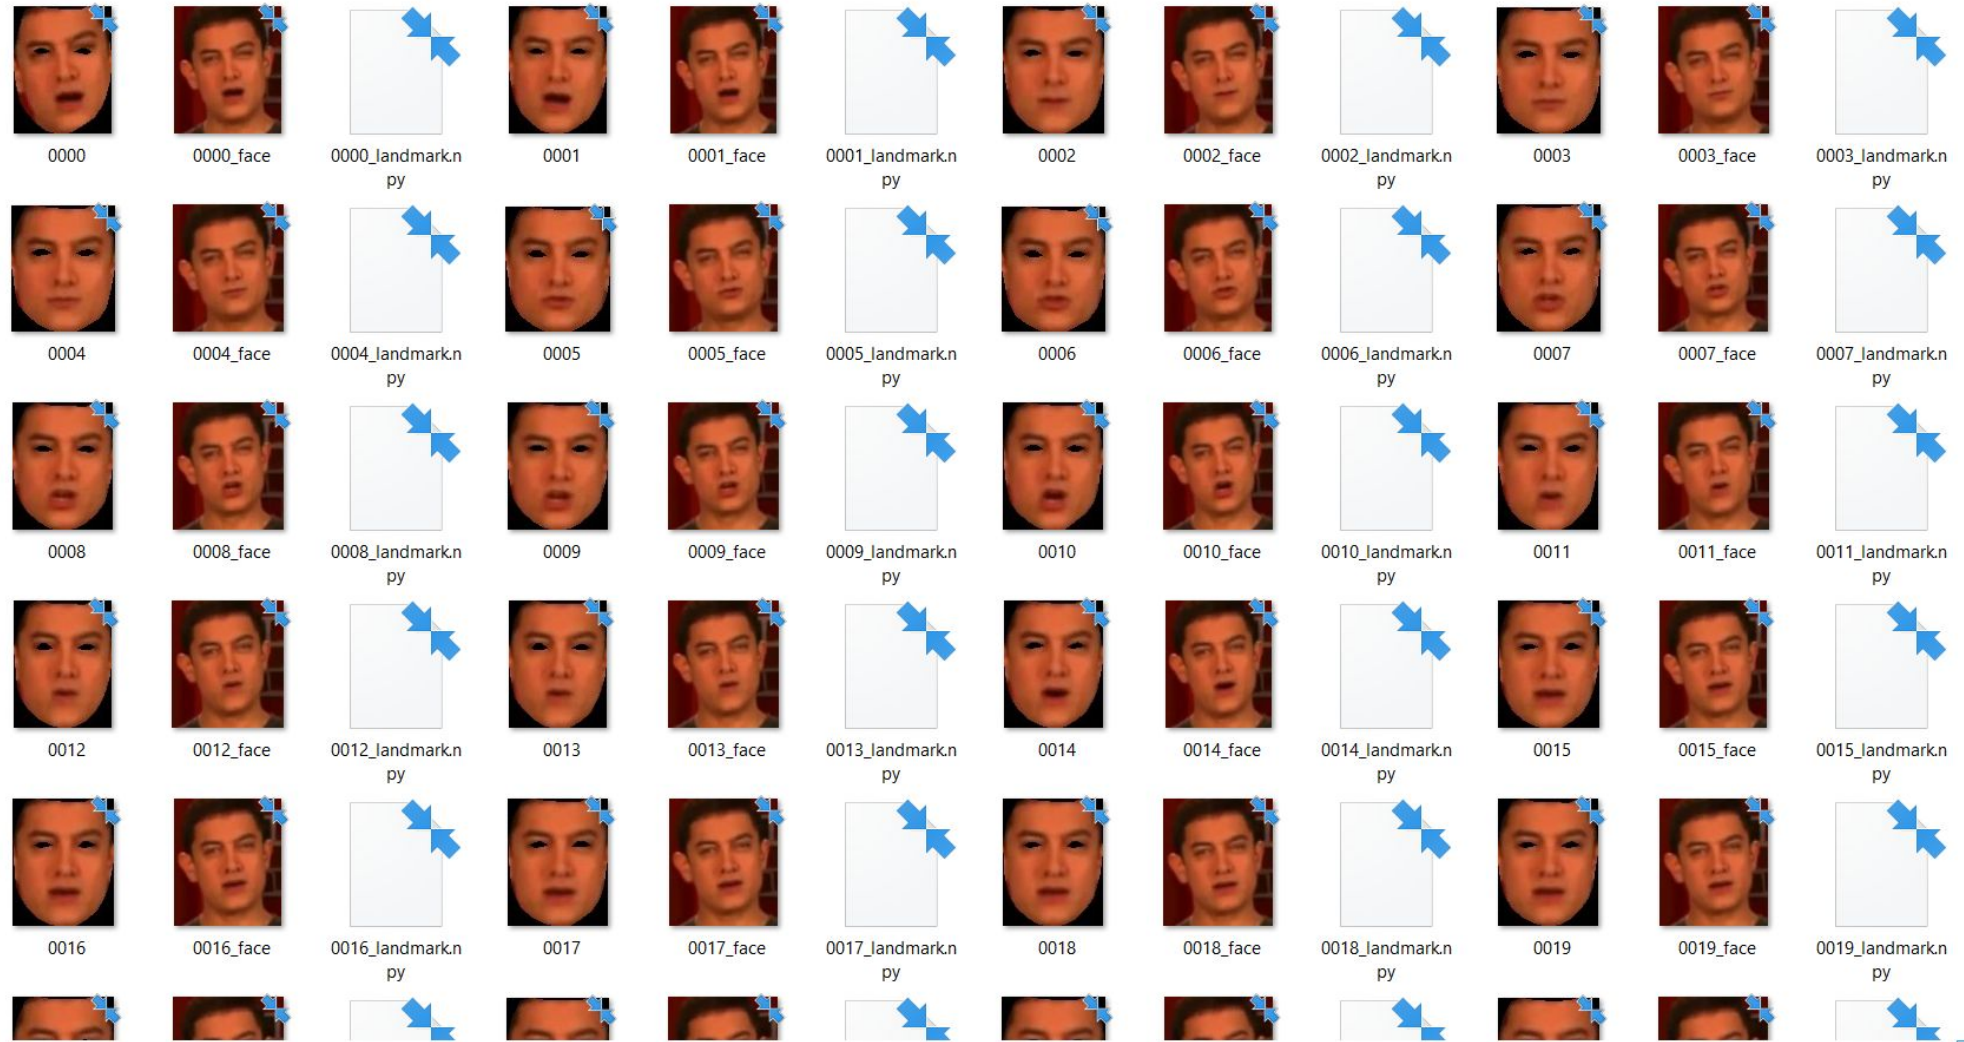 0000 0000_face 0000_landmark.n 0001 0001_face 0001_landmark.n 0002 0002_face 0002_landmark.n 0003 0003_face 0003_landmark.n
py py py py
0004 0004_face 0004_landmark.n 0005 0005_face 0005_landmark.n 0006 0006_face 0006_landmark.n 0007 0007_face 0007_landmark.n
py py py py
0008 0008_face 0008_landmark.n 0009 0009_face 0009_landmark.n 0010 0010_face 0010_landmark.n 0011 0011_face 0011_landmark.n
py py py py
0012 0012_face 0012_landmark.n 0013 0013_face 0013_landmark.n 0014 0014_face 0014_landmark.n 0015 0015_face 0015_landmark.n
py py py py
0016 0016_face 0016_landmark.n 0017 0017_face 0017_landmark.n 0018 0018_face 0018_landmark.n 0019 0019_face 0019_landmark.n
py py py py